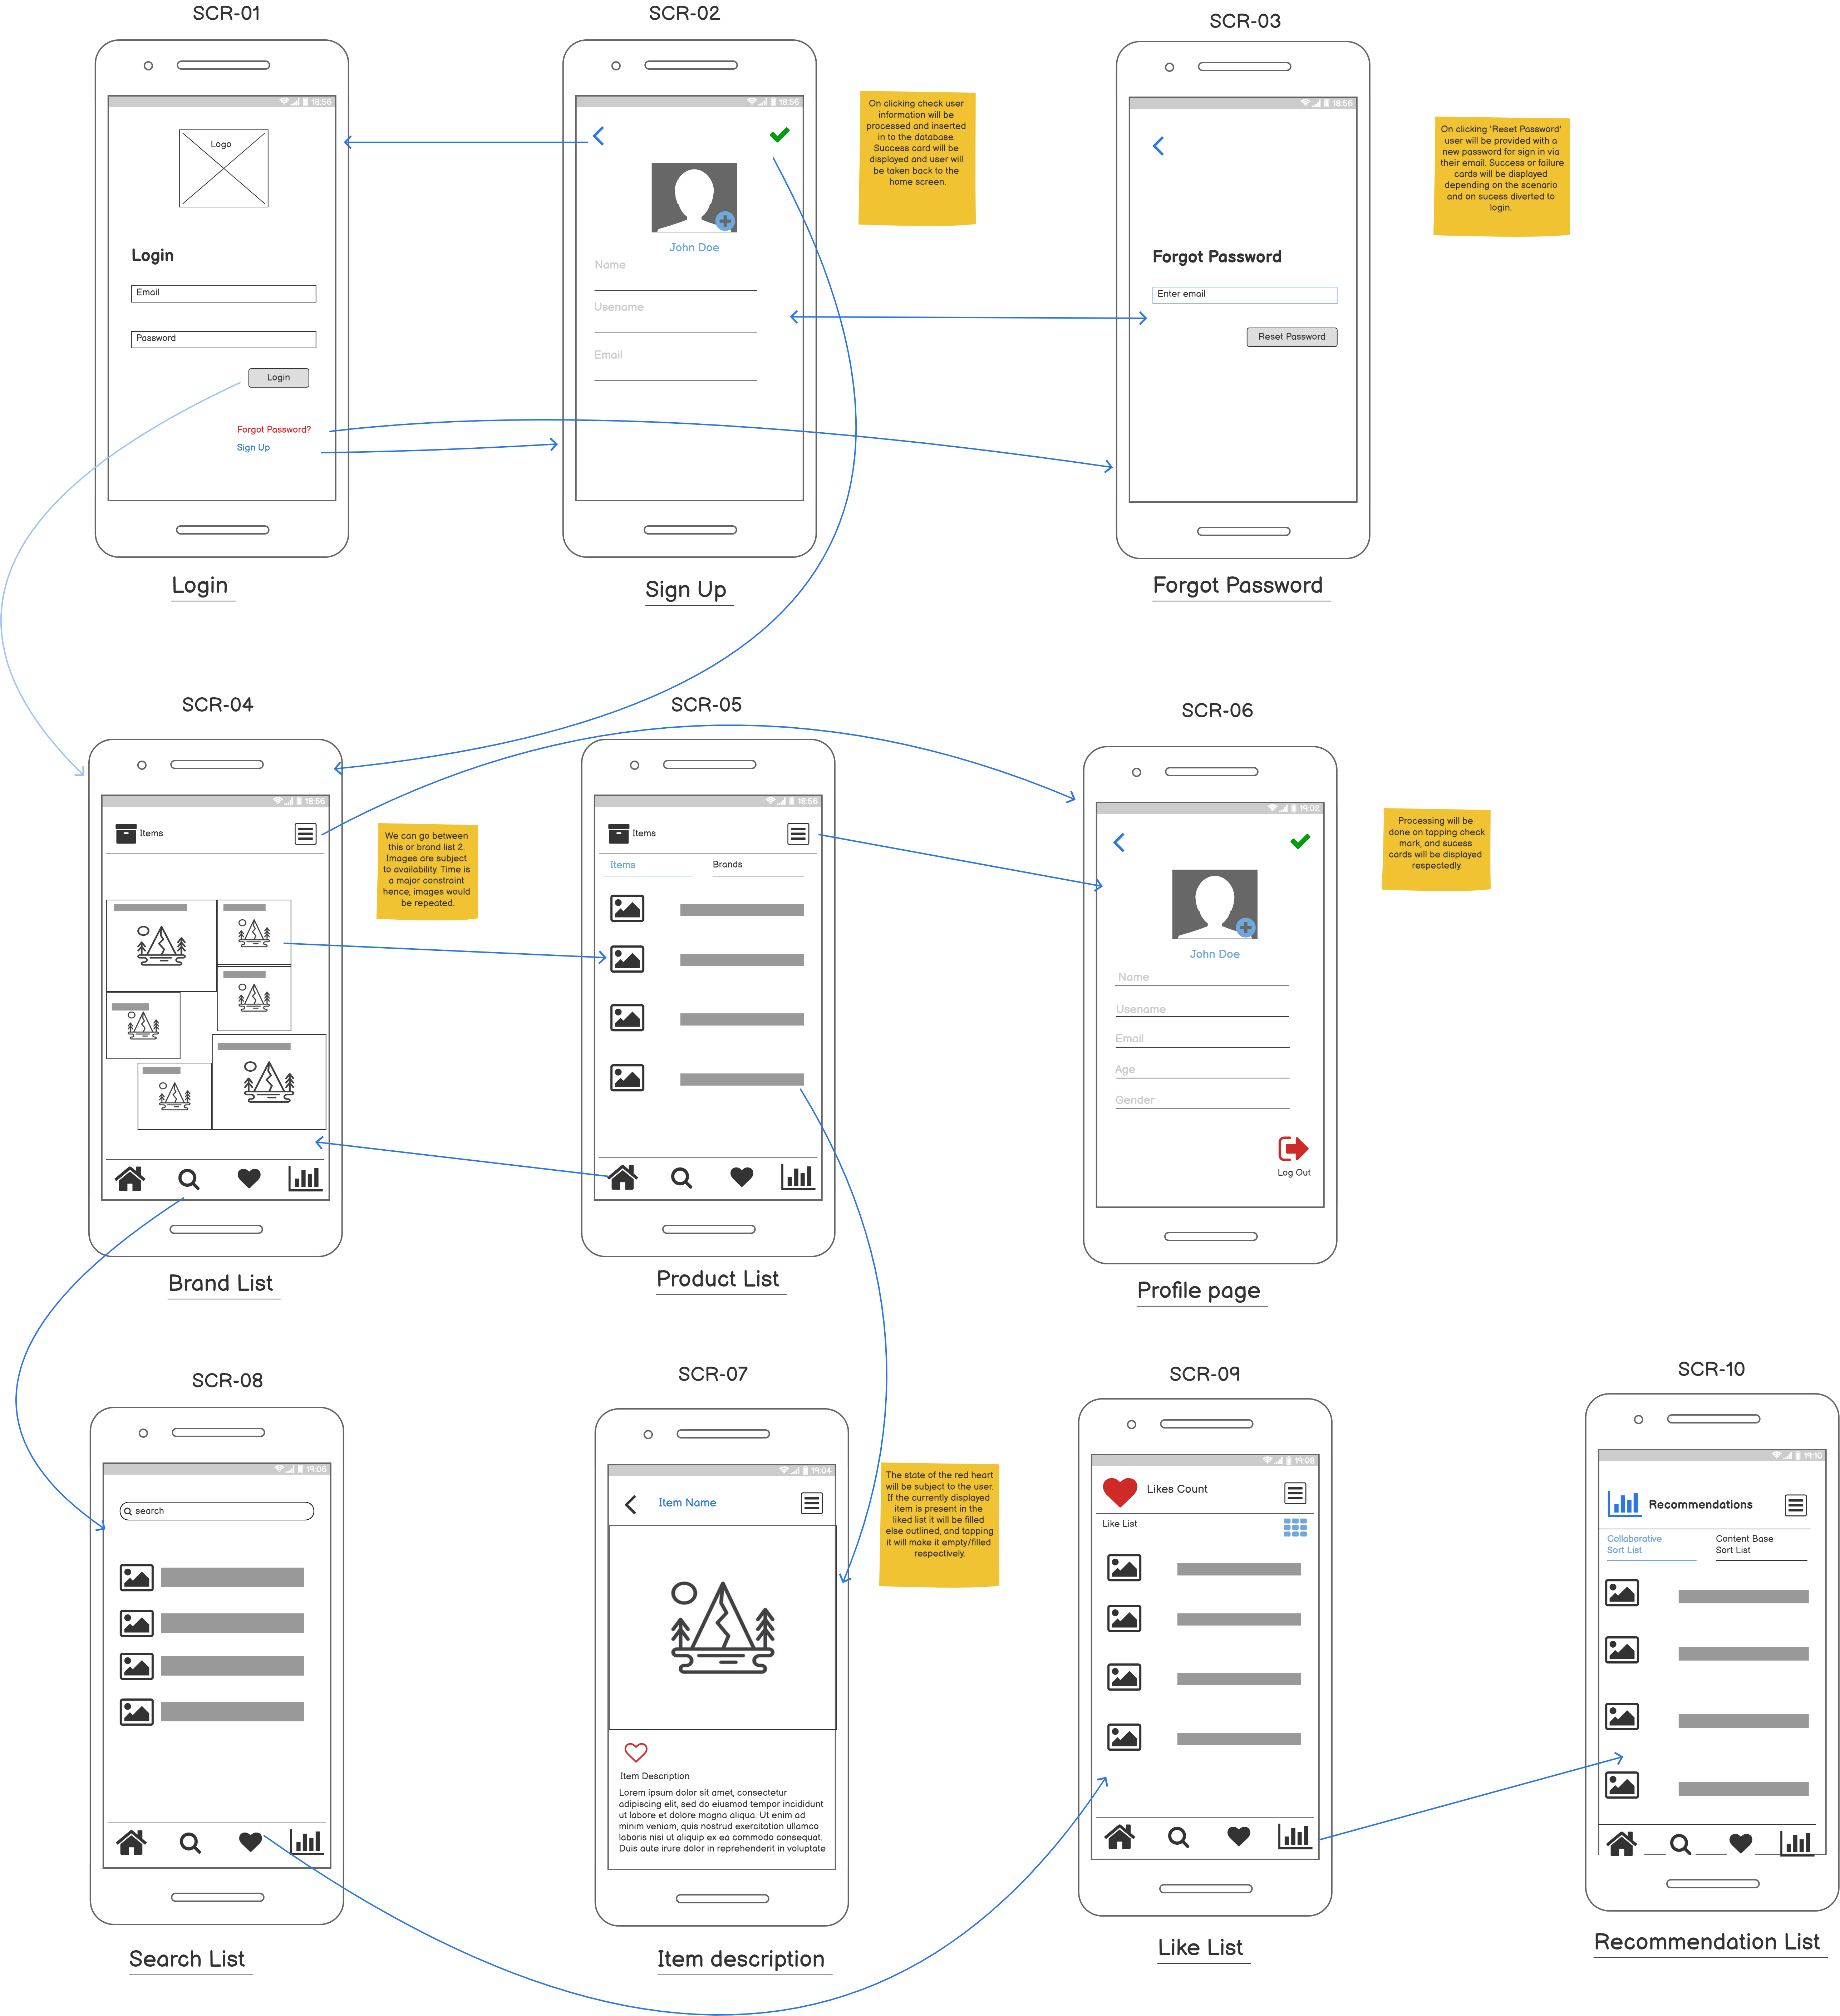 SCR-01
18:56
Logo
Login
Email
Password
Login
Forgot Password?
Sign Up
Login
SCR-02
18:56
John Doe
Name
Usename
Email
Sign Up
On clicking check user
information will be
processed and inserted
in to the database.
Success card will be
displayed and user will
be taken back to the
home screen.
SCR-03
18:56
Forgot Password
Enter email
Reset Password
Forgot Password
On clicking 'Reset Password'
user will be provided with a
new password for sign in via
their email. Success or failure
cards will be displayed
depending on the scenario
and on sucess diverted to
login.
SCR-04
18:56
Items
Brand List
We can go between
this or brand list 2.
Images are subject
to availability. Time is
a major constraint
hence, images would
be repeated.
SCR-05
18:56
Items
Items
Brands
Product List
SCR-06
19:02
John Doe
Name
Usename
Email
Age
Gender
Log Out
Profile page
Processing will be
done on tapping check
mark, and sucess
cards will be displayed
respectedly.
SCR-08
19:06
search
Search List
SCR-07
19:04
Item Name
Item Description
Lorem ipsum dolor sit amet, consectetur
adipiscing elit, sed do eiusmod tempor incididunt
ut labore et dolore magna aliqua. Ut enim ad
minim veniam, quis nostrud exercitation ullamco
laboris nisi ut aliquip ex ea commodo consequat.
Duis aute irure dolor in reprehenderit in voluptate
Item description
The state of the red heart
will be subject to the user.
If the currently displayed
item is present in the
liked list it will be filled
else outlined, and tapping
it will make it empty/filled
respectively.
SCR-09
19:08
Likes Count
Like List
Like List
SCR-10
19:10
Recommendations
Collaborative
Sort List
Content Base
Sort List
Recommendation List